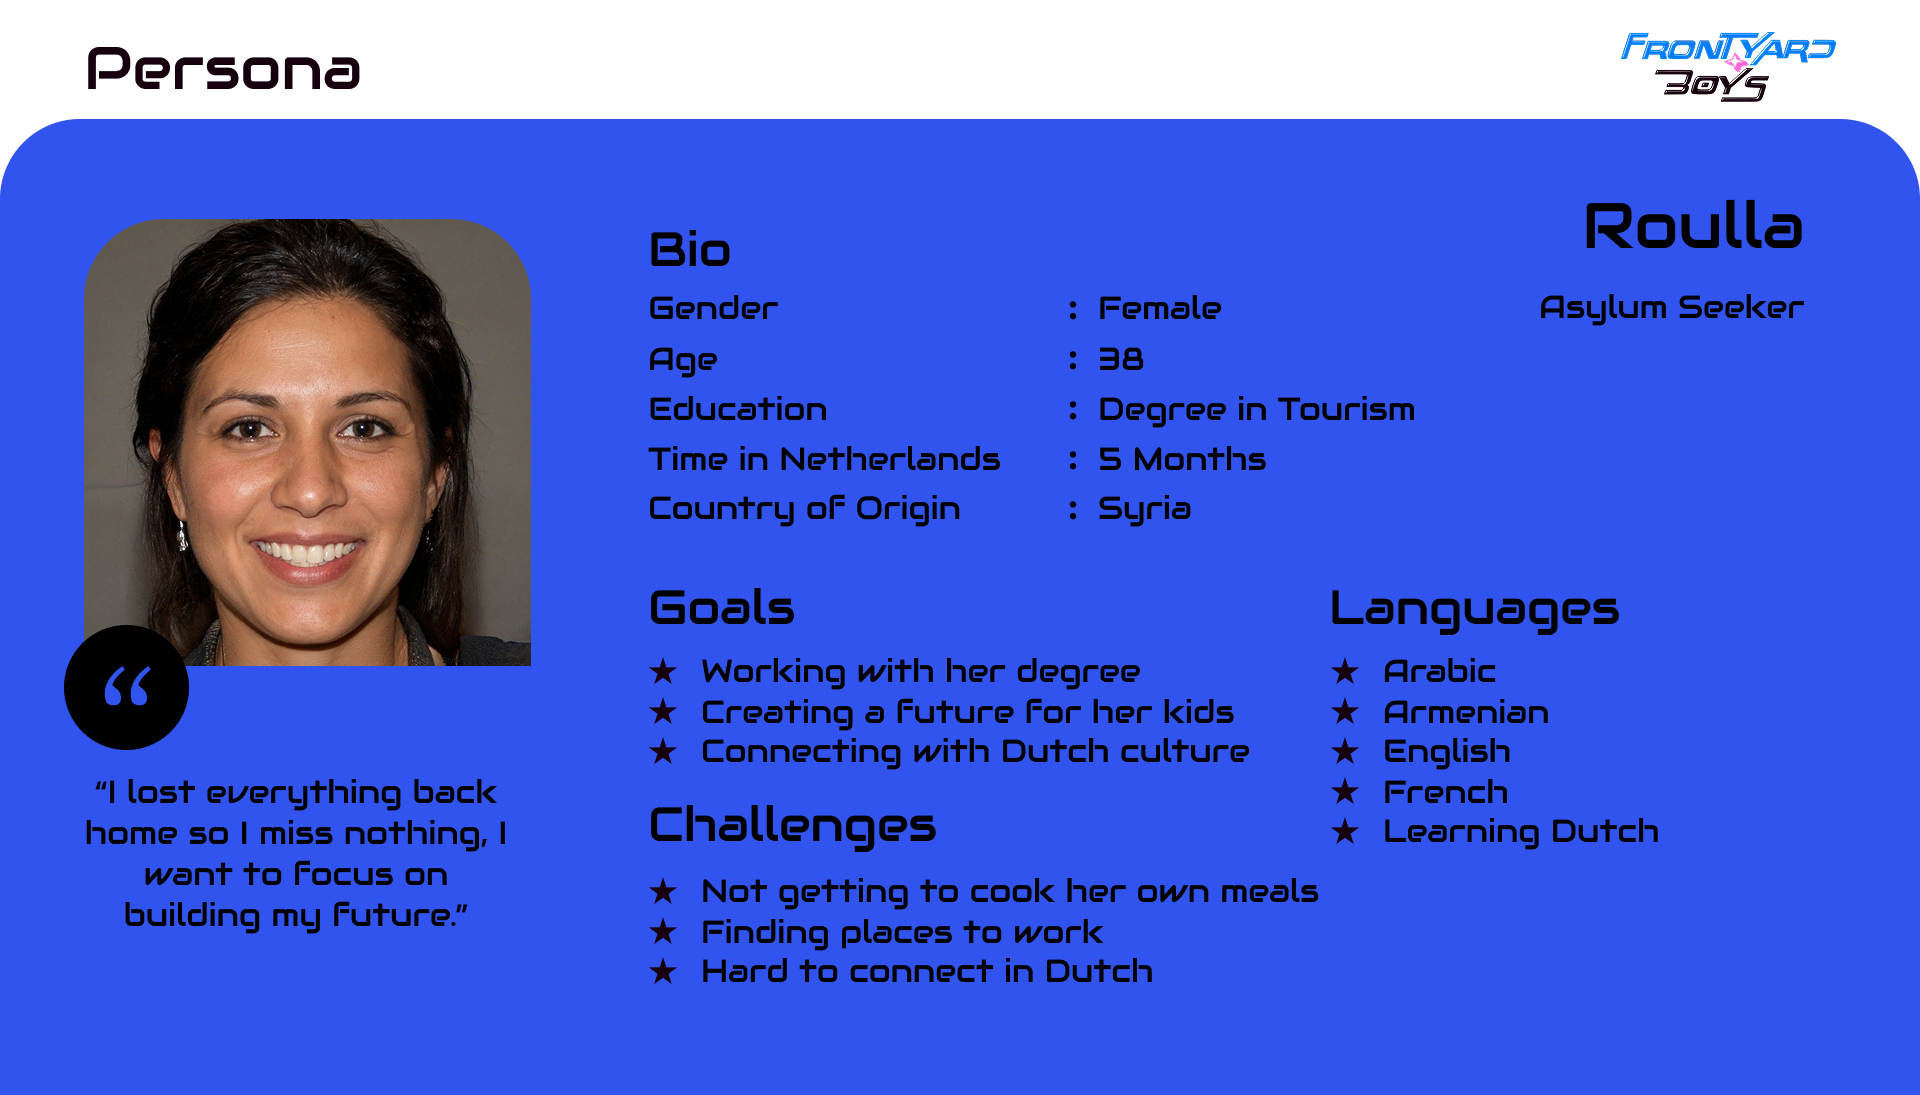 Persona
FRONTYARD
BOYS
Roulla
Asylum Seeker
Bio
Gender : Female
Age : 38
Education : Degree in Tourism
Time in Netherlands : 5 Months
Country of Origin : Syria
Goals
★ Working with her degree
★ Creating a future for her kids
★ Connecting with Dutch culture
Languages
★ Arabic
★ Armenian
★ English
★ French
★ Learning Dutch
Challenges
★ Not getting to cook her own meals
★ Finding places to work
★ Hard to connect in Dutch
“
“I lost everything back
home so I miss nothing, I
want to focus on
building my future.”